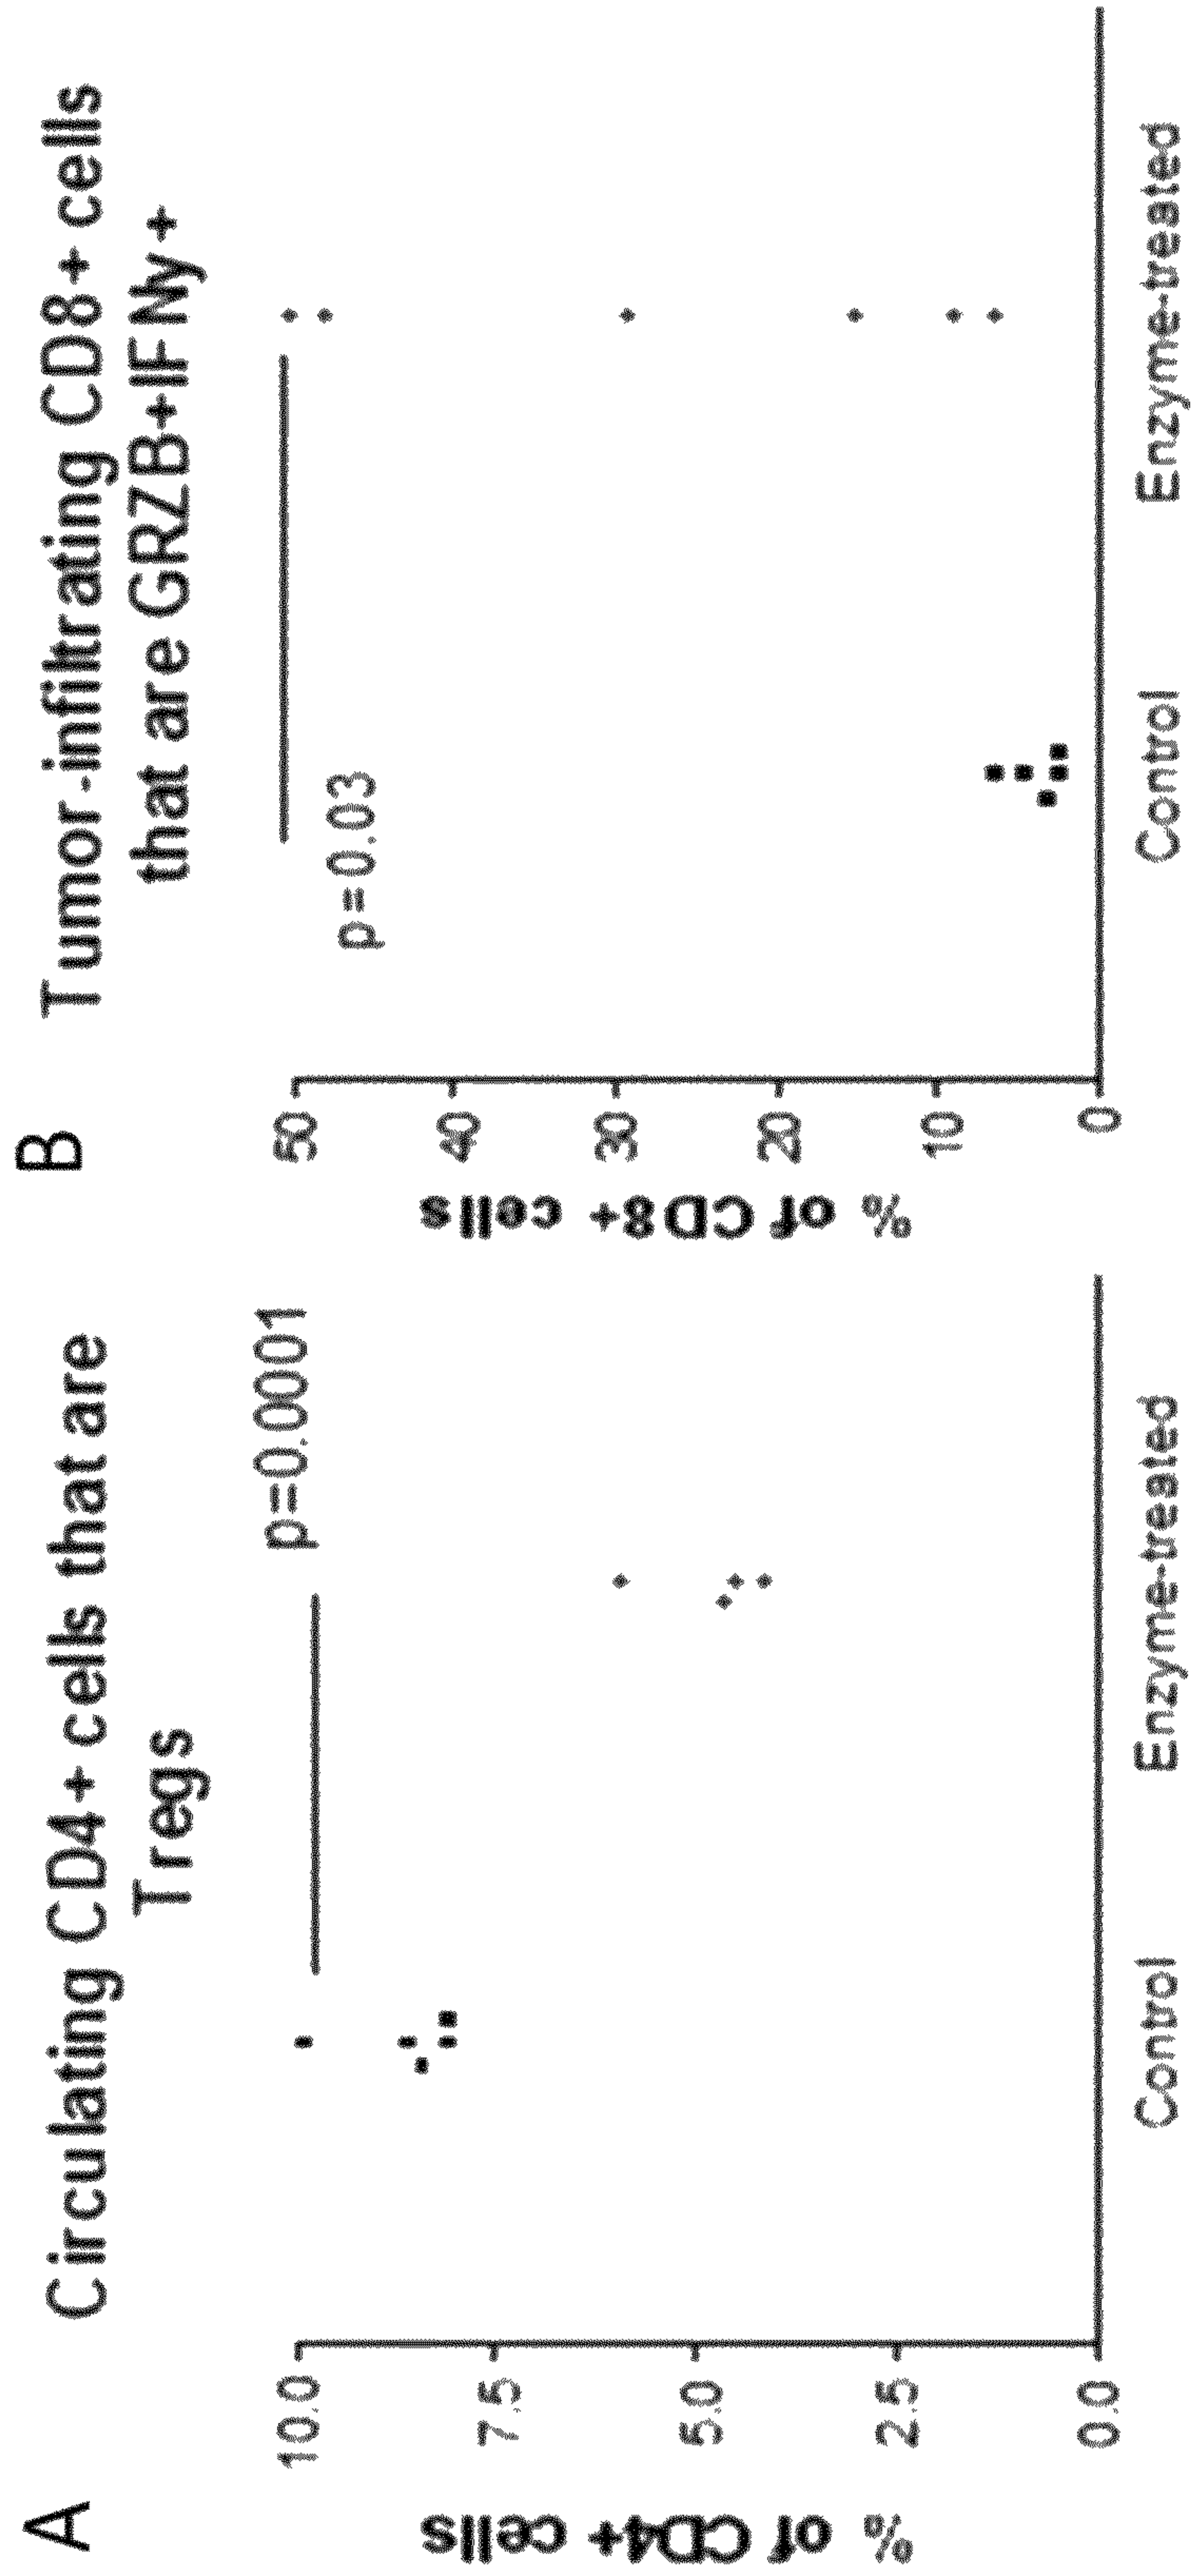 A
Circulating CD4+ cells that are
Tregs
p=0.0001
% of CD4+ cells
10.0
7.5
5.0
2.5
0.0
Control
Enzyme-treated
B
Tumor-infiltrating CD8+ cells
that are GRZB+IFNy+
p=0.03
% of CD8+ cells
50
40
30
20
10
0
Control
Enzyme-treated